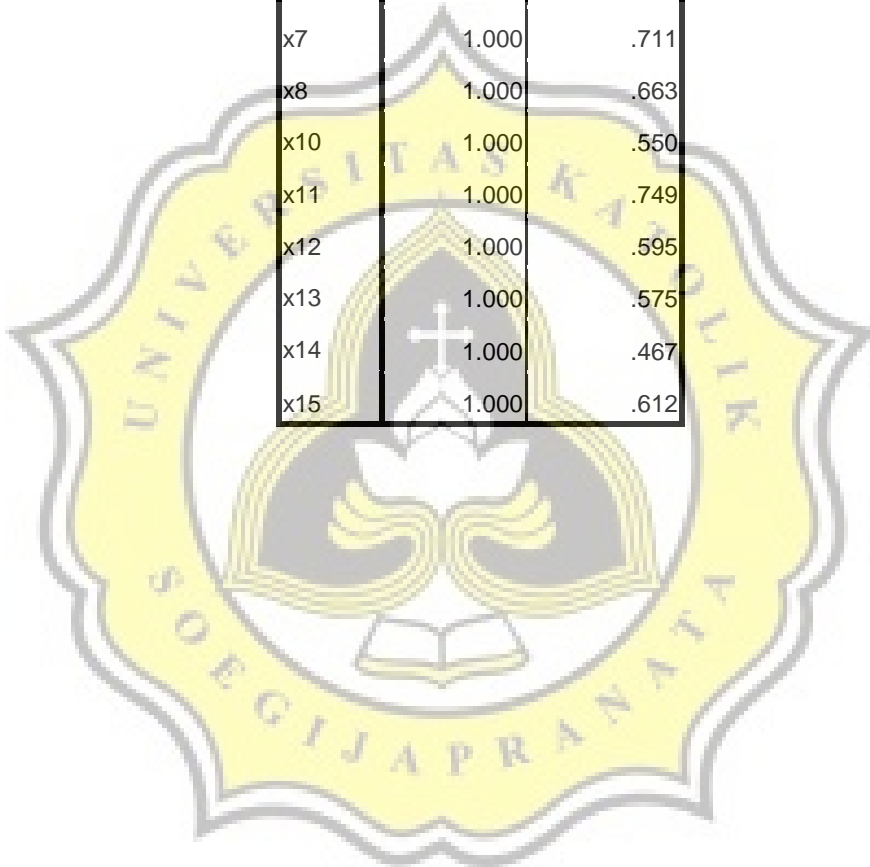 x7 1.000 .711
x8 1.000 .663
x10 1.000 .550
x11 1.000 .749
x12 1.000 .595
x13 1.000 .575
x14 1.000 .467
x15 1.000 .612
UNIVERSITAS KATOLIK
SOEGIJAPRANATA